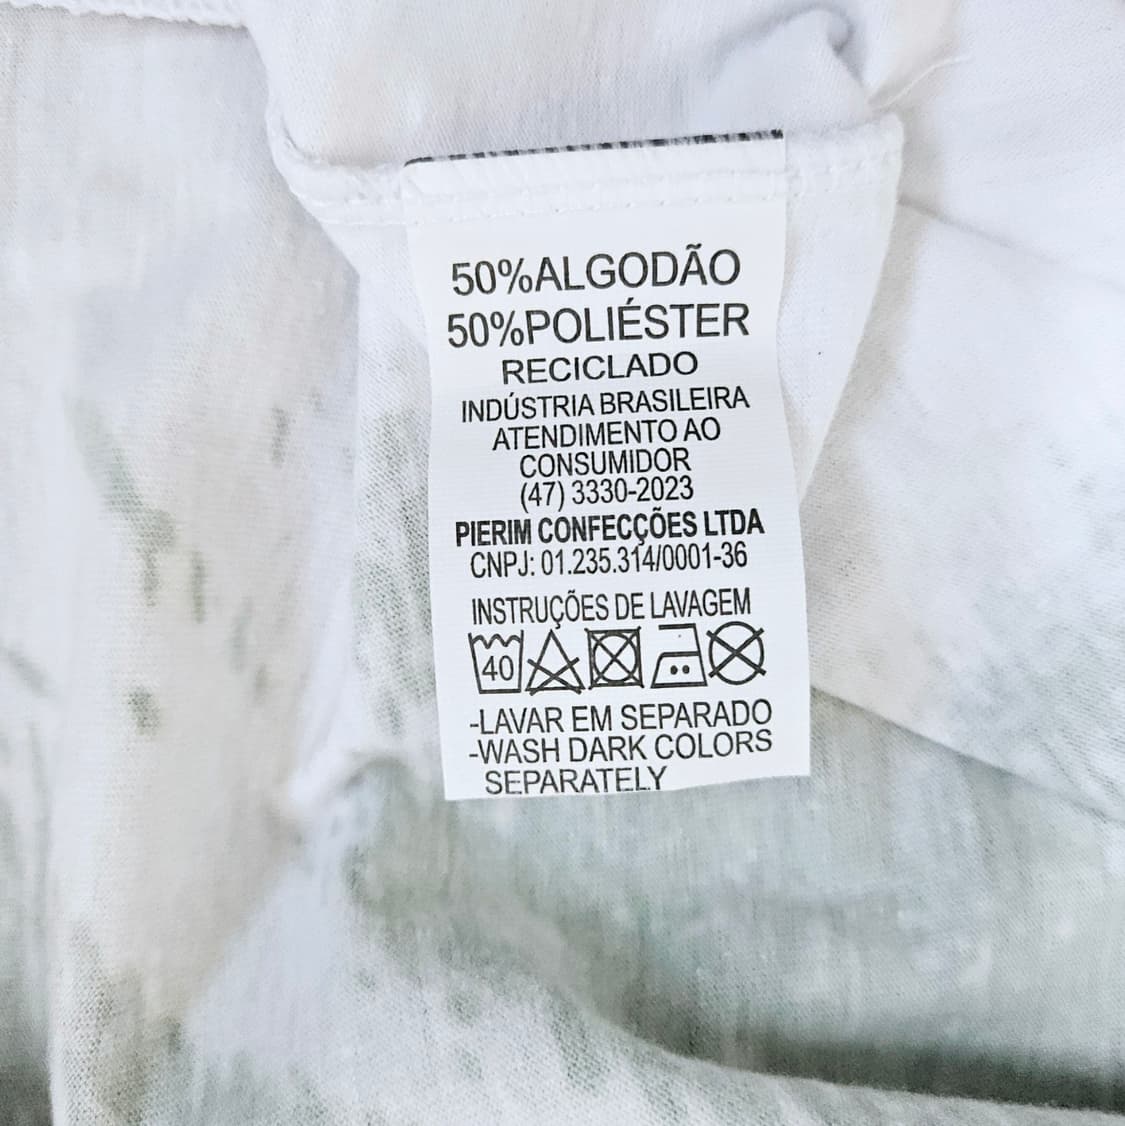 50%ALGODÃO
50%POLIÉSTER
RECICLADO
INDÚSTRIA BRASILEIRA
ATENDIMENTO AO
CONSUMIDOR
(47) 3330-2023
PIERIM CONFECÇÕES LTDA
CNPJ: 01.235.314/0001-36
INSTRUÇÕES DE LAVAGEM
40
-LAVAR EM SEPARADO
-WASH DARK COLORS
SEPARATELY